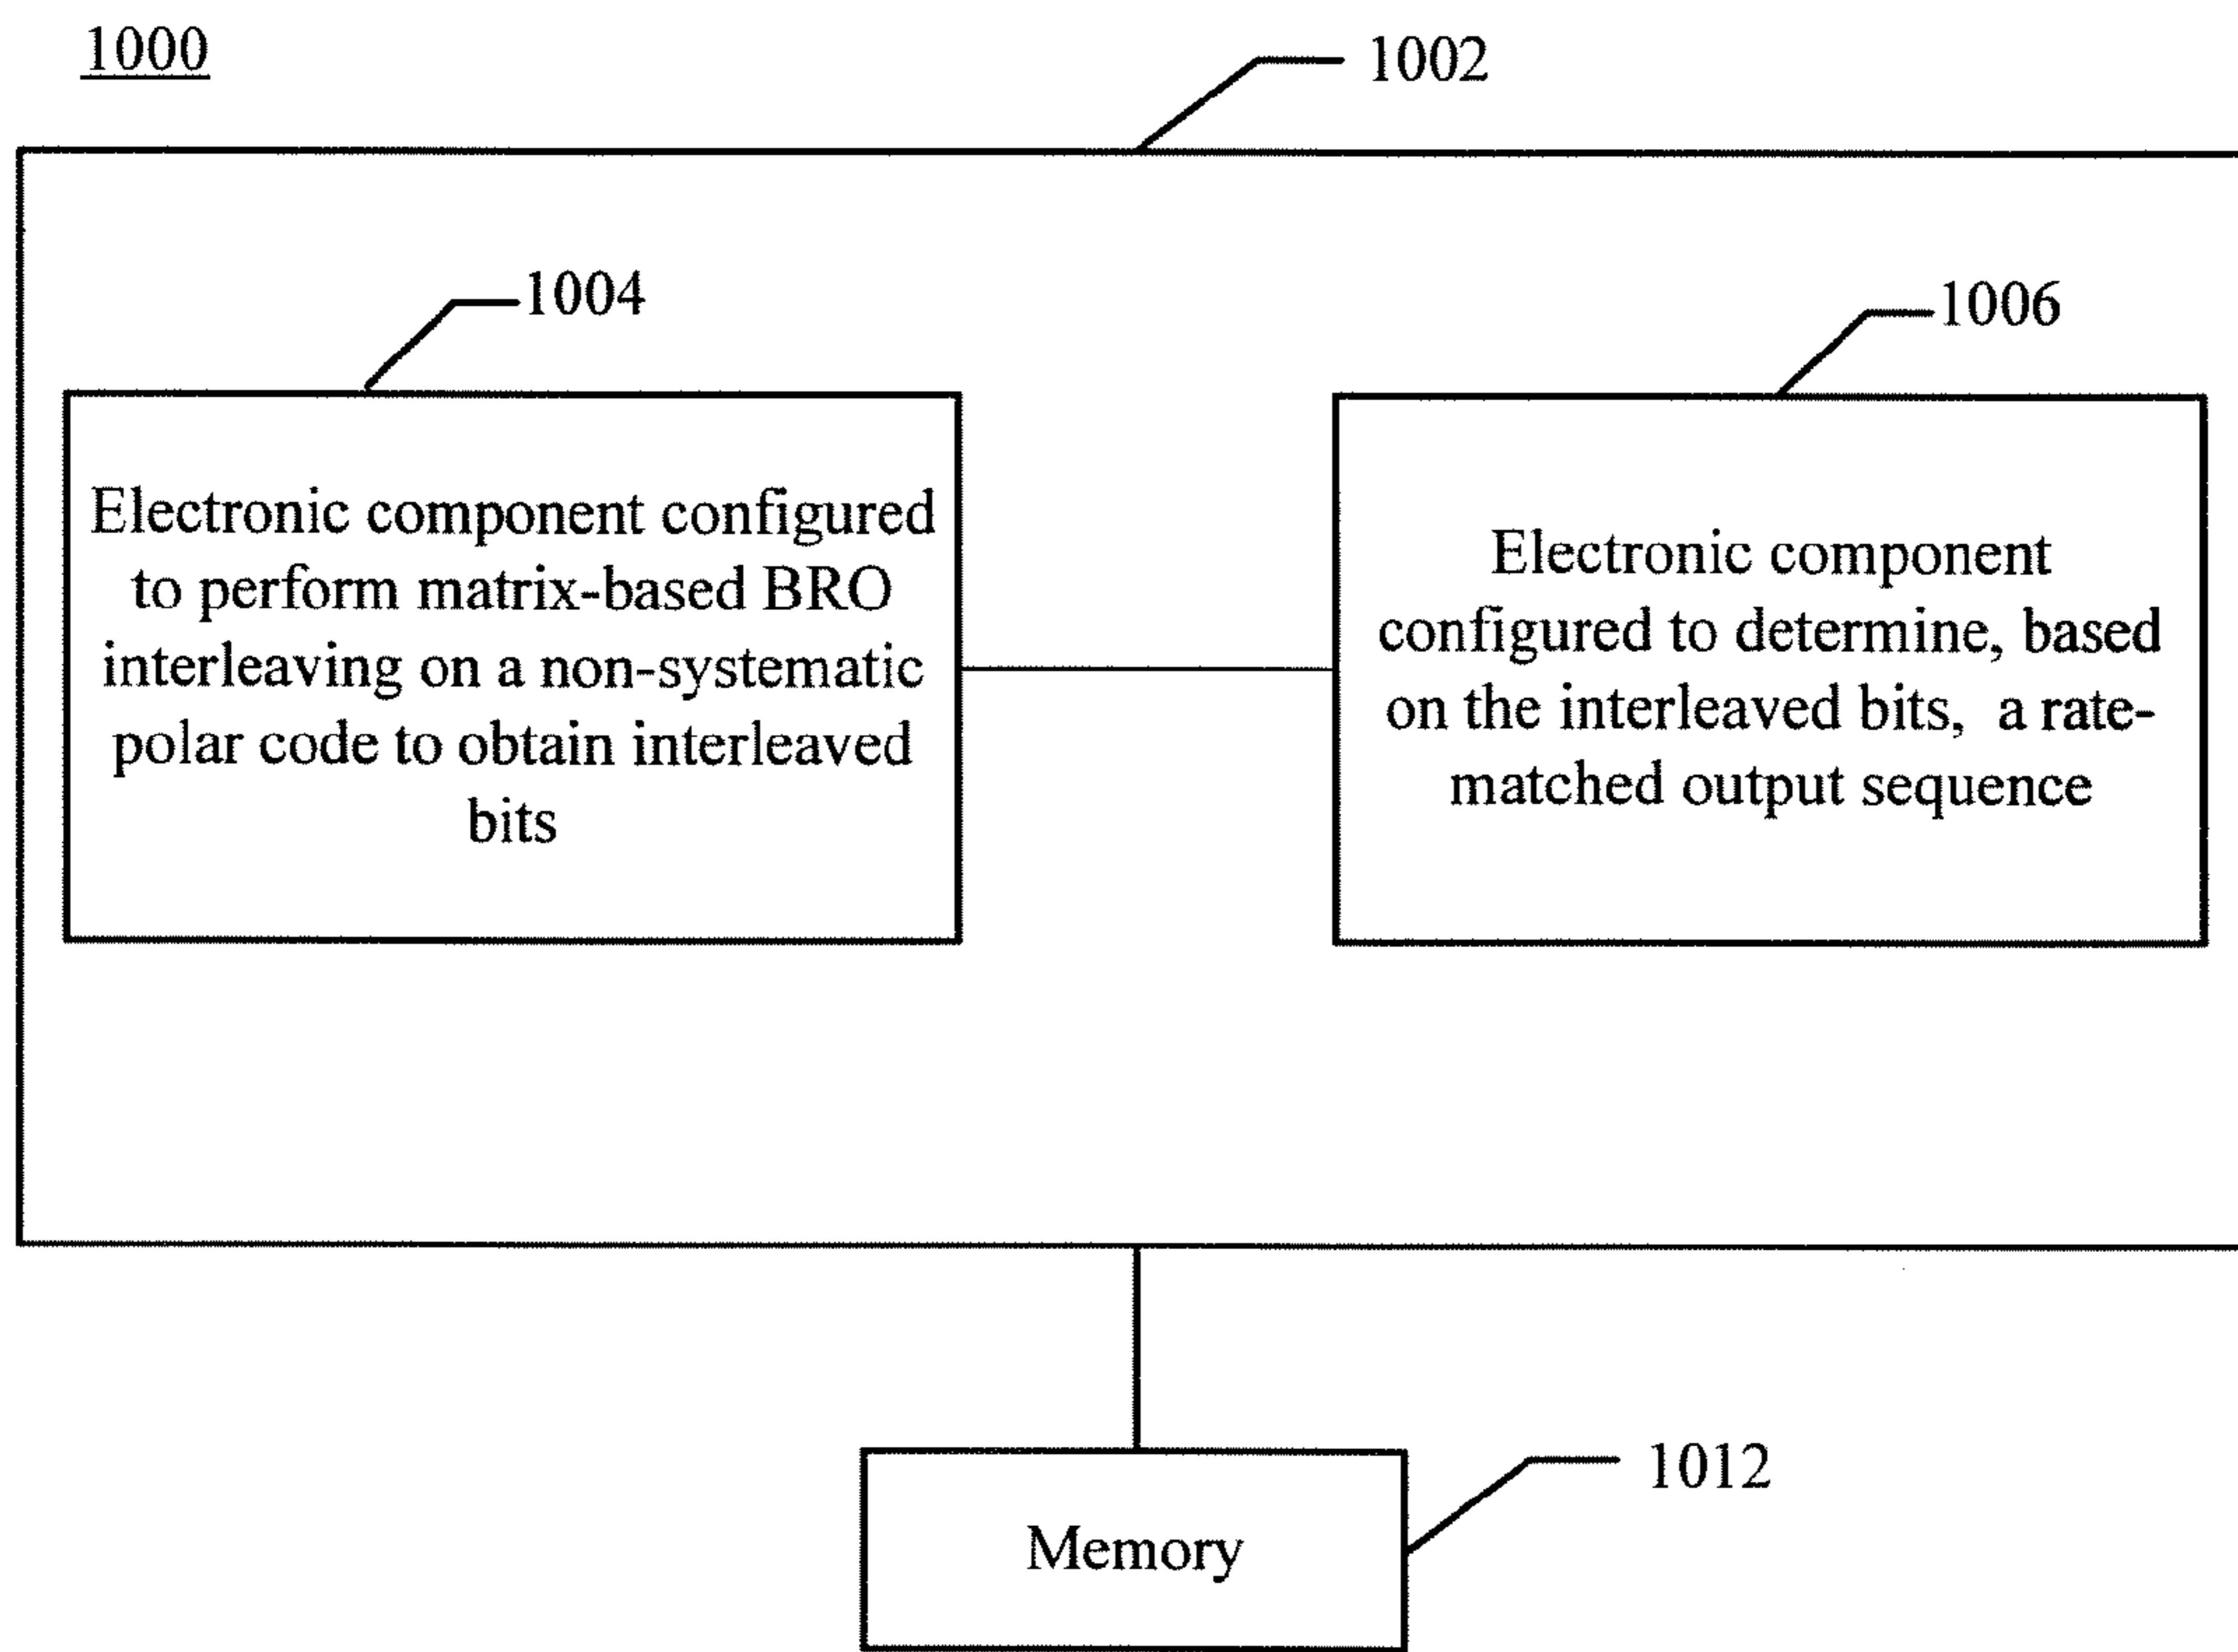 1000
1002
1004
1006
Electronic component configured
to perform matrix-based BRO
interleaving on a non-systematic
polar code to obtain interleaved
bits
Electronic component
configured to determine, based
on the interleaved bits, a rate-
matched output sequence
1012
Memory